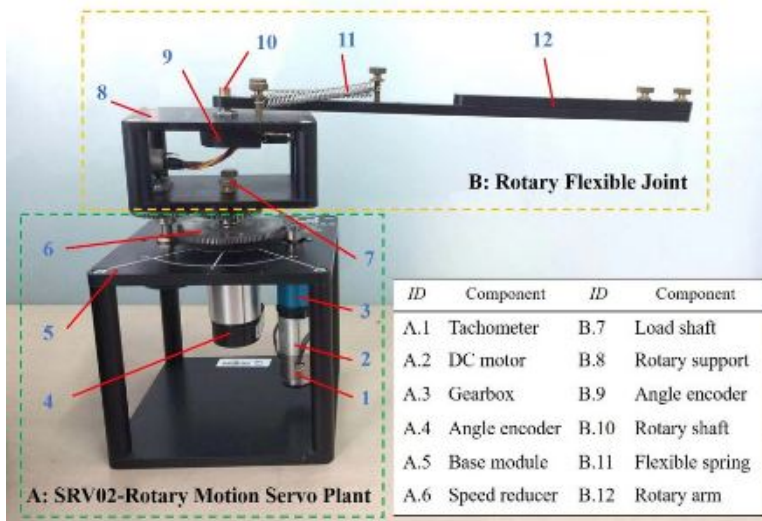 10
11
12
9
8
B: Rotary Flexible Joint
6
7
5
3
2
4
1
A: SRV02-Rotary Motion Servo Plant
ID Component ID Component
A.1 Tachometer B.7 Load shaft
A.2 DC motor B.8 Rotary support
A.3 Gearbox B.9 Angle encoder
A.4 Angle encoder B.10 Rotary shaft
A.5 Base module B.11 Flexible spring
A.6 Speed reducer B.12 Rotary arm